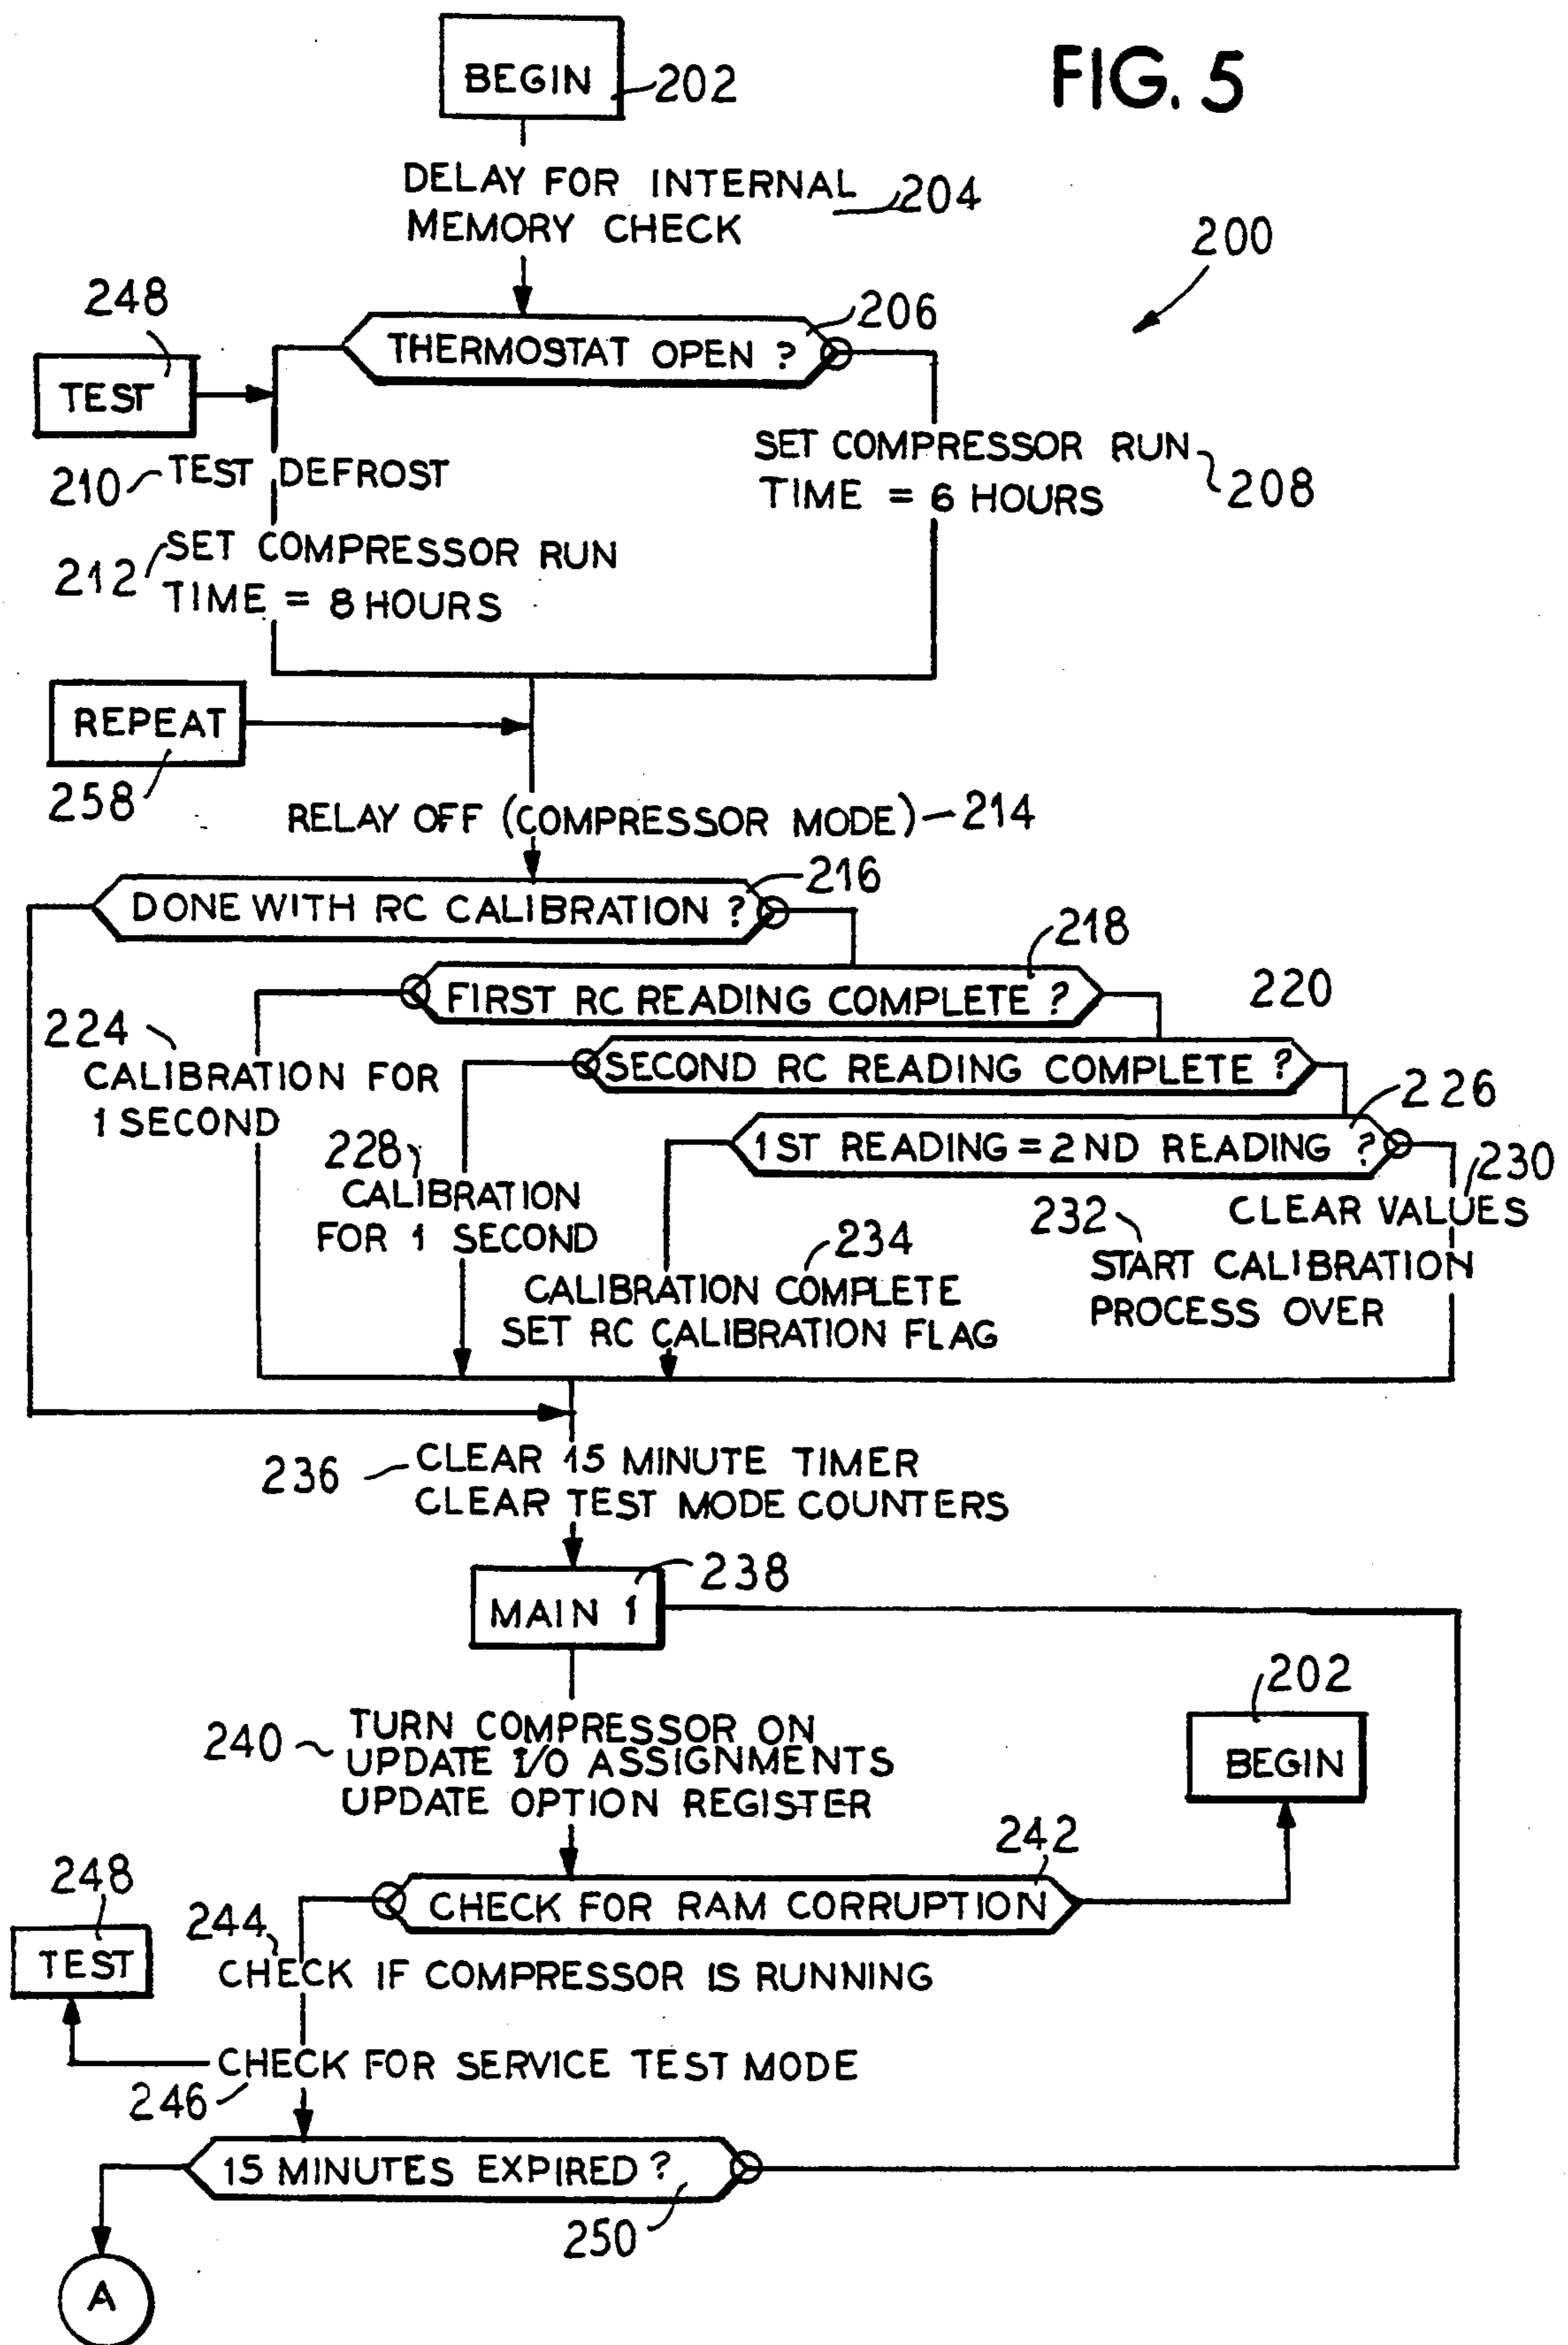 FIG. 5
BEGIN
202
DELAY FOR INTERNAL
MEMORY CHECK
204
200
248
TEST
THERMOSTAT OPEN ?
206
210
TEST DEFROST
SET COMPRESSOR RUN
TIME = 6 HOURS
208
212
SET COMPRESSOR RUN
TIME = 8 HOURS
REPEAT
258
RELAY OFF (COMPRESSOR MODE)
214
DONE WITH RC CALIBRATION ?
216
FIRST RC READING COMPLETE ?
218
220
224
CALIBRATION FOR
1 SECOND
SECOND RC READING COMPLETE ?
226
1ST READING = 2ND READING ?
228
CALIBRATION
FOR 1 SECOND
230
CLEAR VALUES
232
START CALIBRATION
PROCESS OVER
234
CALIBRATION COMPLETE
SET RC CALIBRATION FLAG
236
CLEAR 15 MINUTE TIMER
CLEAR TEST MODE COUNTERS
MAIN 1
238
240
TURN COMPRESSOR ON
UPDATE I/O ASSIGNMENTS
UPDATE OPTION REGISTER
202
BEGIN
242
CHECK FOR RAM CORRUPTION
248
TEST
244
CHECK IF COMPRESSOR IS RUNNING
CHECK FOR SERVICE TEST MODE
246
15 MINUTES EXPIRED ?
250
A